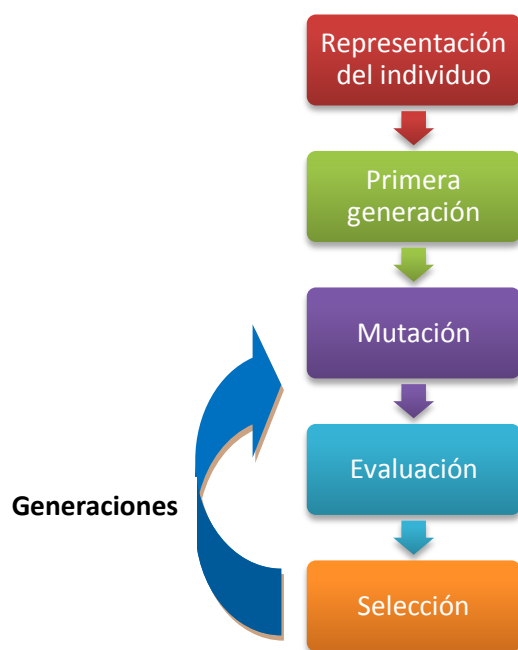 Representación
del individuo
Primera
generación
Mutación
Evaluación
Generaciones
Selección